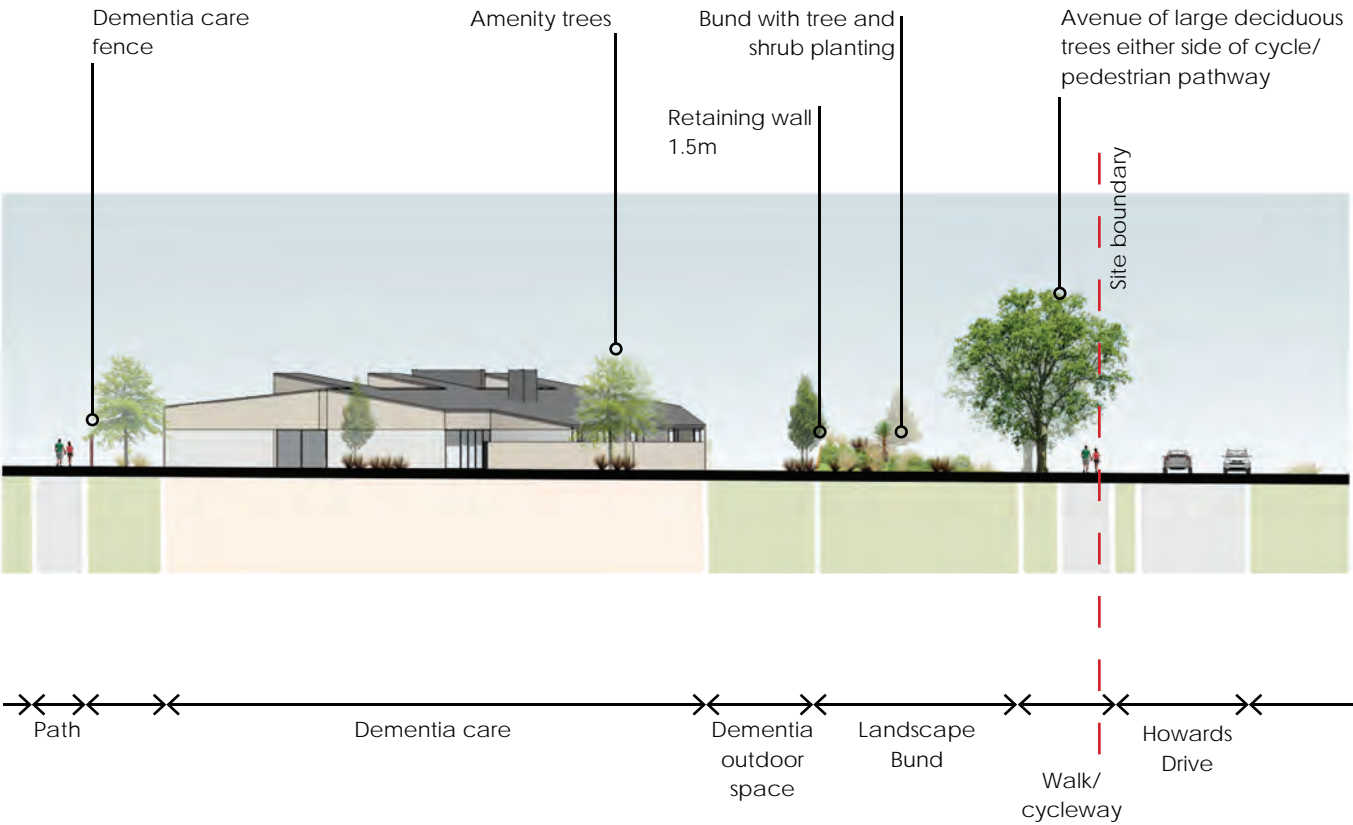 Dementia care
fence
Amenity trees
Bund with tree and
shrub planting
Avenue of large deciduous
trees either side of cycle/
pedestrian pathway
Retaining wall
1.5m
Site boundary
Path
Dementia care
Dementia
outdoor
space
Landscape
Bund
Walk/
cycleway
Howards
Drive